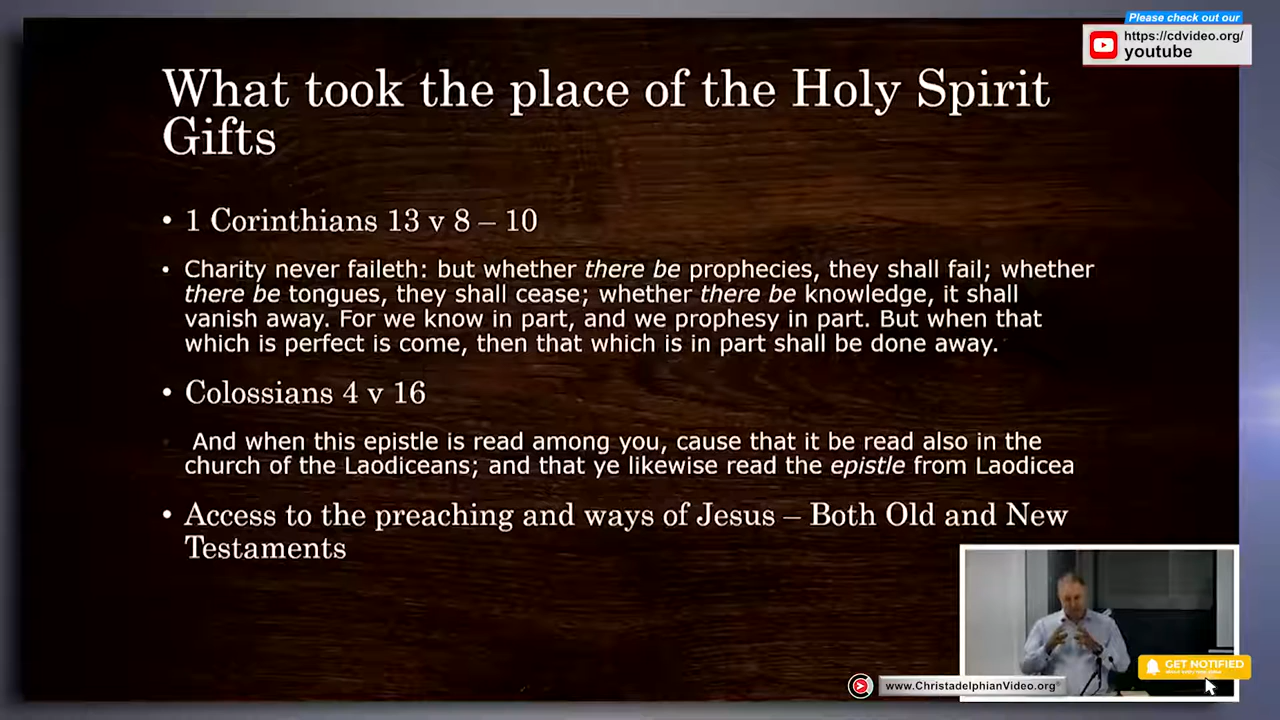 Please check out our
https://cdvideo.org/
youtube
What took the place of the Holy Spirit
Gifts
• 1 Corinthians 13 v 8 – 10
• Charity never faileth: but whether there be prophecies, they shall fail; whether
there be tongues, they shall cease; whether there be knowledge, it shall
vanish away. For we know in part, and we prophesy in part. But when that
which is perfect is come, then that which is in part shall be done away.
• Colossians 4 v 16
• And when this epistle is read among you, cause that it be read also in the
church of the Laodiceans; and that ye likewise read the epistle from Laodicea
• Access to the preaching and ways of Jesus – Both Old and New
Testaments
GET NOTIFIED
www.ChristadelphianVideo.org